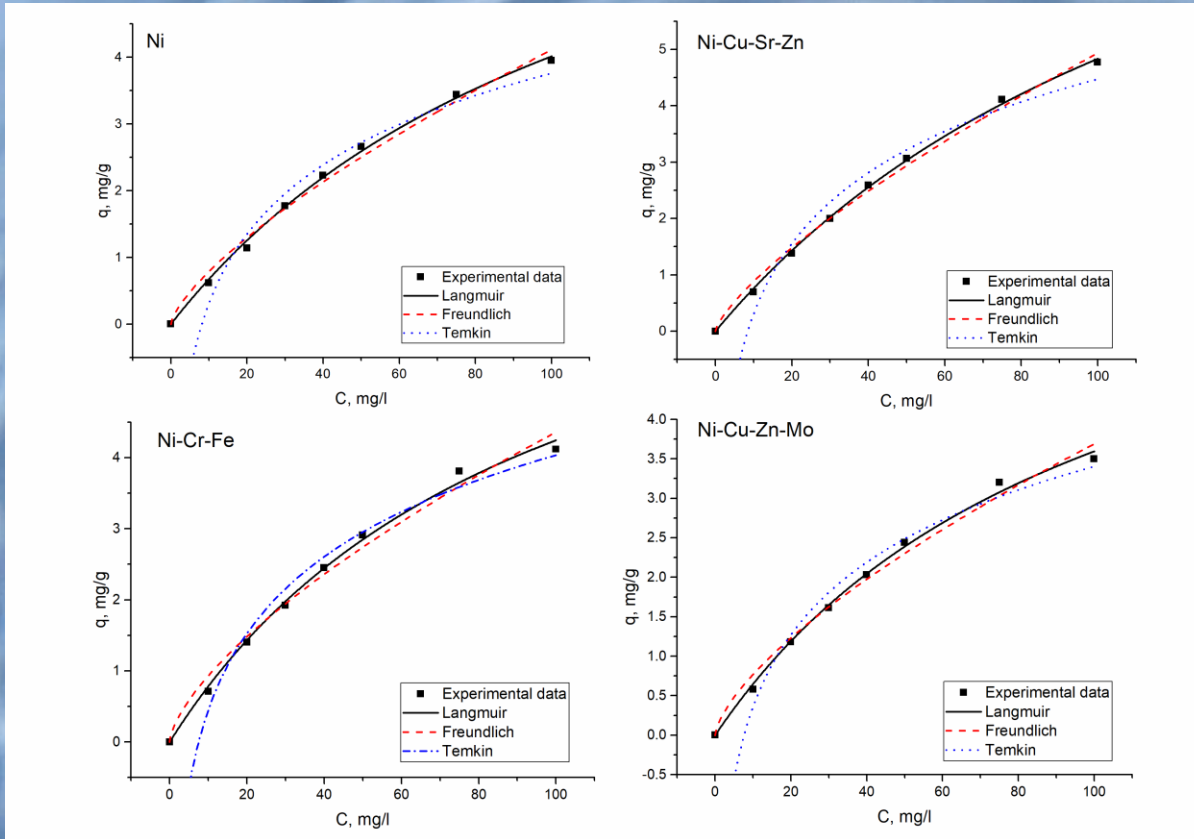 Ni
q, mg/g
4
3
2
1
0
0 20 40 60 80 100
C, mg/l
Experimental data
Langmuir
Freundlich
Temkin
Ni-Cu-Sr-Zn
q, mg/g
5
4
3
2
1
0
0 20 40 60 80 100
C, mg/l
Experimental data
Langmuir
Freundlich
Temkin
Ni-Cr-Fe
q, mg/g
4
3
2
1
0
0 20 40 60 80 100
C, mg/l
Experimental data
Langmuir
Freundlich
Temkin
Ni-Cu-Zn-Mo
q, mg/g
4.0
3.5
3.0
2.5
2.0
1.5
1.0
0.5
0.0
-0.5
0 20 40 60 80 100
C, mg/l
Experimental data
Langmuir
Freundlich
Temkin